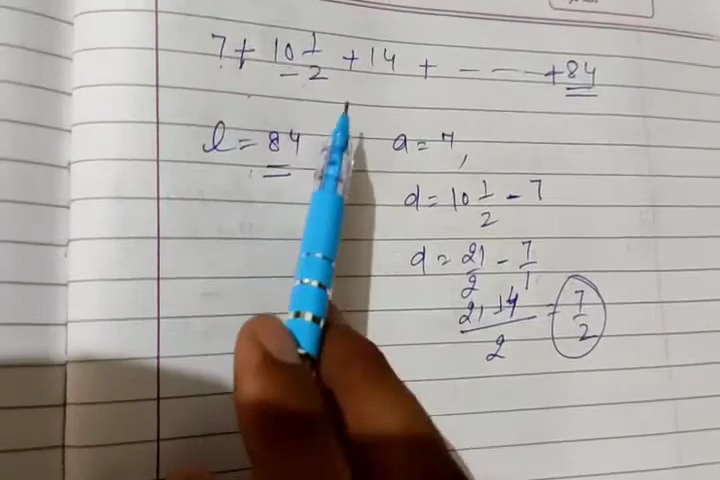 7 + 10 1/2 + 14 + - - - + 84
l = 84
a = 7,
d = 10 1/2 - 7
d = 21/2 - 7/1
21-14/2 = 7/2